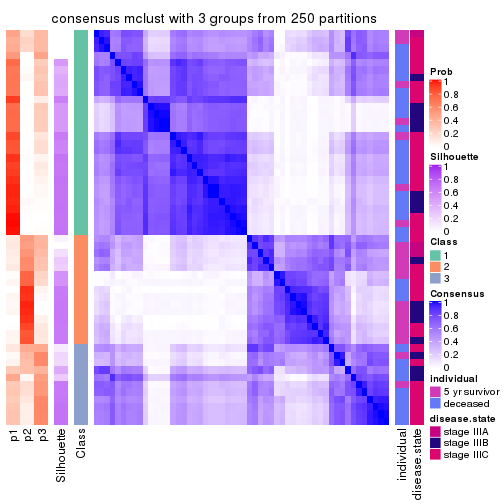 consensus mclust with 3 groups from 250 partitions
Prob
1
0.8
0.6
0.4
0.2
0
Silhouette
1
0.8
0.6
0.4
0.2
0
Class
1
2
3
Consensus
1
0.8
0.6
0.4
0.2
0
individual
5 yr survivor
deceased
disease.state
stage IIIA
stage IIIB
stage IIIC
p1
p2
p3
Silhouette
Class
individual
disease.state